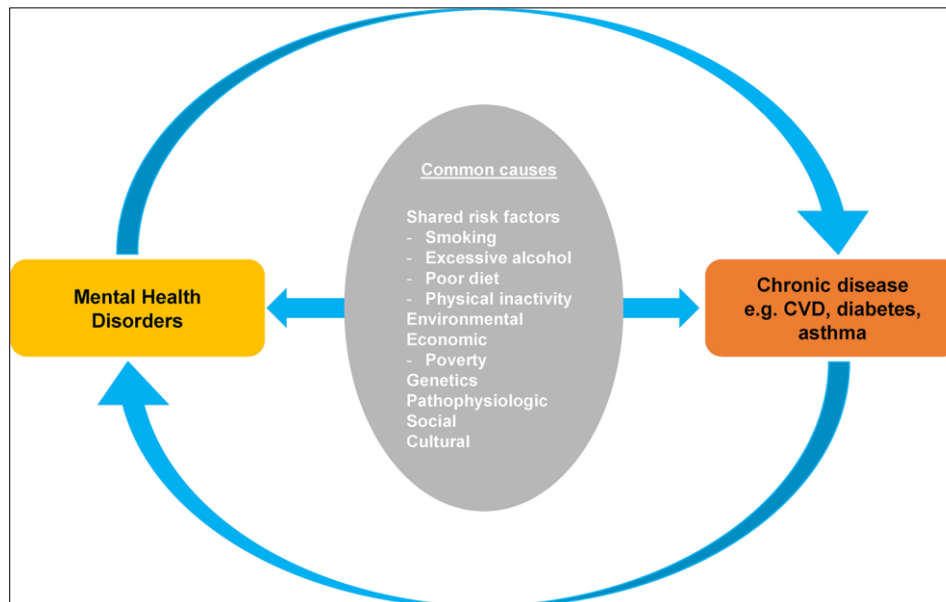 Common causes
Shared risk factors
- Smoking
- Excessive alcohol
- Poor diet
- Physical inactivity
Environmental
Economic
- Poverty
Genetics
Pathophysiologic
Social
Cultural
Mental Health
Disorders
Chronic disease
e.g. CVD, diabetes,
asthma